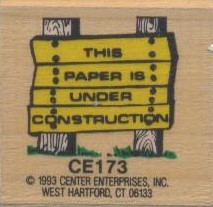 THIS
PAPER IS
UNDER
CONSTRUCTION
CE173
© 1993 CENTER ENTERPRISES, INC.
WEST HARTFORD, CT 06133